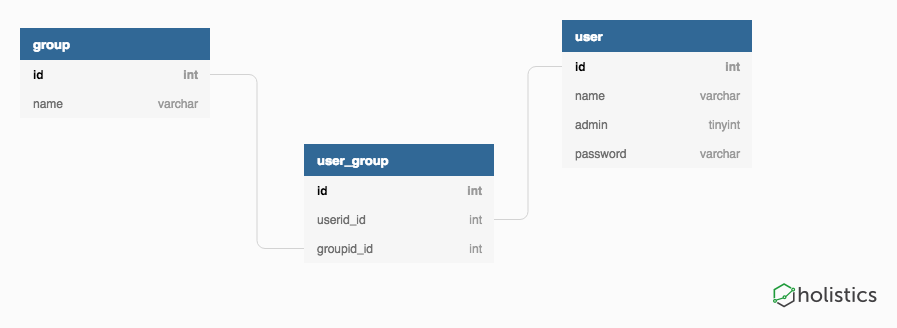 group
id int
name varchar
user
id int
name varchar
admin tinyint
password varchar
user_group
id int
userid_id int
groupid_id int
holistics